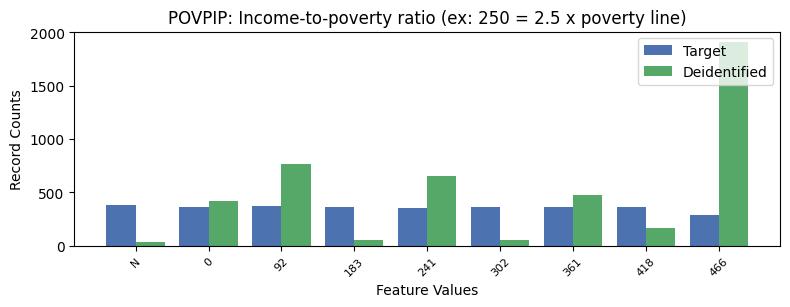 POVPIP: Income-to-poverty ratio (ex: 250 = 2.5 x poverty line)
Record Counts
2000
1500
1000
500
0
Target
Deidentified
N 0 92 183 241 302 361 418 466
Feature Values